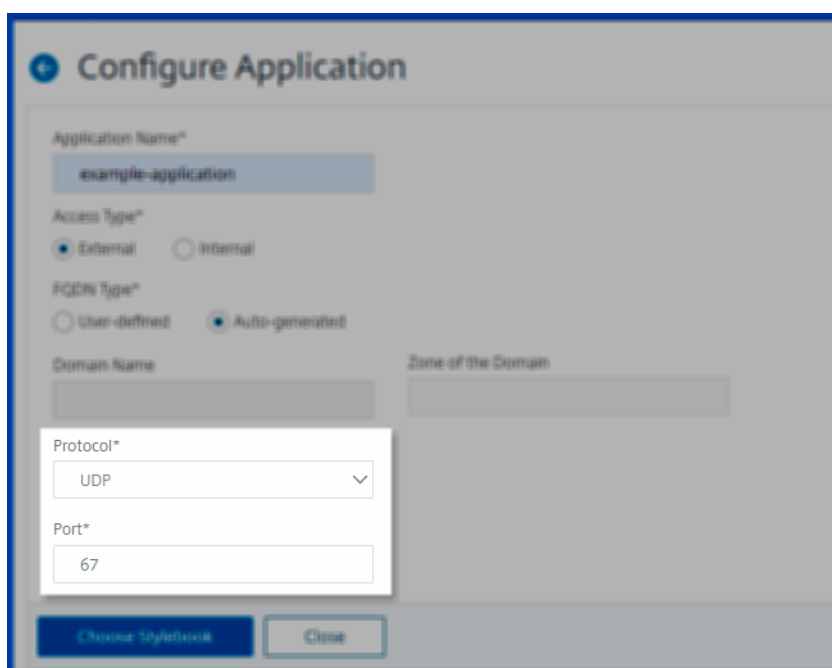 Configure Application
Application Name*
example-application
Access Type*
External Internal
FQDN Type*
User-defined Auto-generated
Domain Name Zone of the Domain
Protocol*
UDP
Port*
67
Choose Stylebook Close